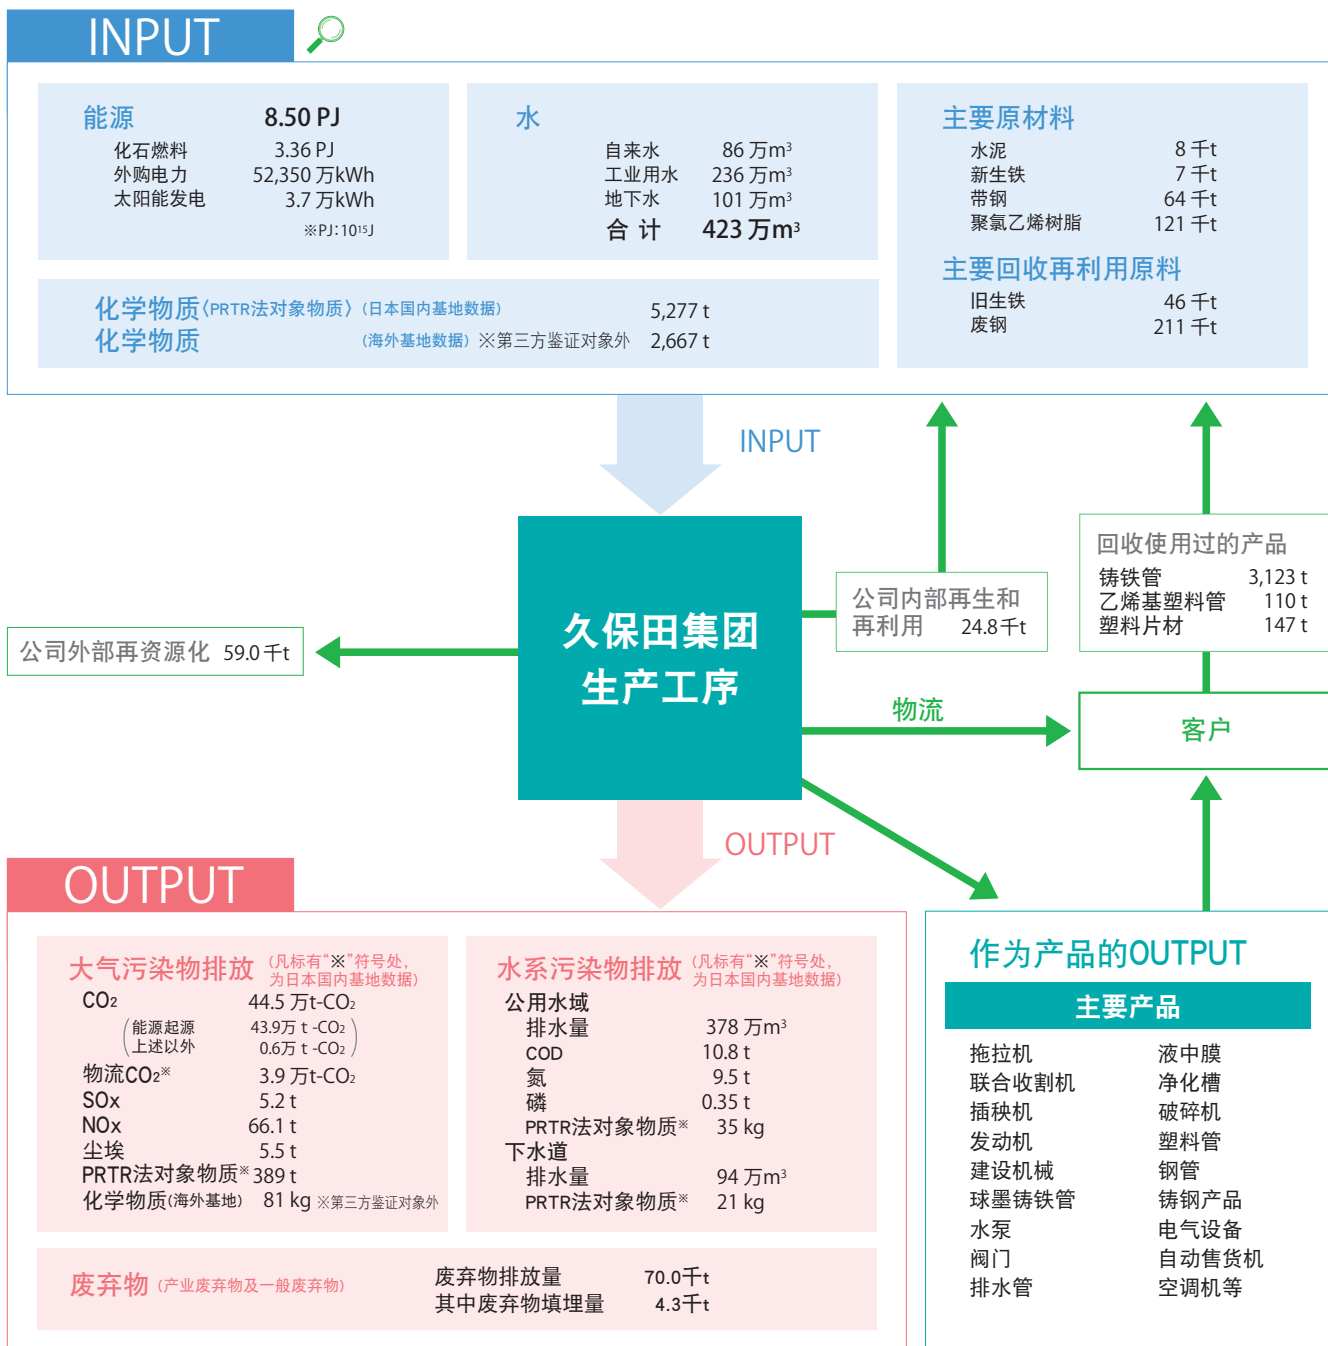 INPUT
能源 8.50 PJ
化石燃料 3.36 PJ
外购电力 52,350 万kWh
太阳能发电 3.7 万kWh
※PJ:10¹⁵J
水
自来水 86 万m³
工业用水 236 万m³
地下水 101 万m³
合 计 423 万m³
主要原材料
水泥 8 千t
新生铁 7 千t
带钢 64 千t
聚氯乙烯树脂 121 千t
主要回收再利用原料
旧生铁 46 千t
废钢 211 千t
化学物质〈PRTR法对象物质〉(日本国内基地数据) 5,277 t
化学物质 (海外基地数据) ※第三方鉴证对象外 2,667 t
INPUT
久保田集团
生产工序
公司外部再资源化 59.0 千t
公司内部再生和
再利用 24.8 千t
回收使用过的产品
铸铁管 3,123 t
乙烯基塑料管 110 t
塑料片材 147 t
物流
客户
OUTPUT
OUTPUT
大气污染物排放 (凡标有“※”符号处,
为日本国内基地数据)
CO₂ 44.5 万t-CO₂
(能源起源 43.9万 t -CO₂
上述以外 0.6万 t -CO₂)
物流CO₂※ 3.9 万t-CO₂
SOx 5.2 t
NOx 66.1 t
尘埃 5.5 t
PRTR法对象物质※ 389 t
化学物质(海外基地) 81 kg ※第三方鉴证对象外
水系污染物排放 (凡标有“※”符号处,
为日本国内基地数据)
公用水域
排水量 378 万m³
COD 10.8 t
氮 9.5 t
磷 0.35 t
PRTR法对象物质※ 35 kg
下水道
排水量 94 万m³
PRTR法对象物质※ 21 kg
废弃物 (产业废弃物及一般废弃物)
废弃物排放量 70.0千t
其中废弃物填埋量 4.3千t
作为产品的OUTPUT
主要产品
拖拉机 液中膜
联合收割机 净化槽
插秧机 破碎机
发动机 塑料管
建设机械 钢管
球墨铸铁管 铸钢产品
水泵 电气设备
阀门 自动售货机
排水管 空调机等